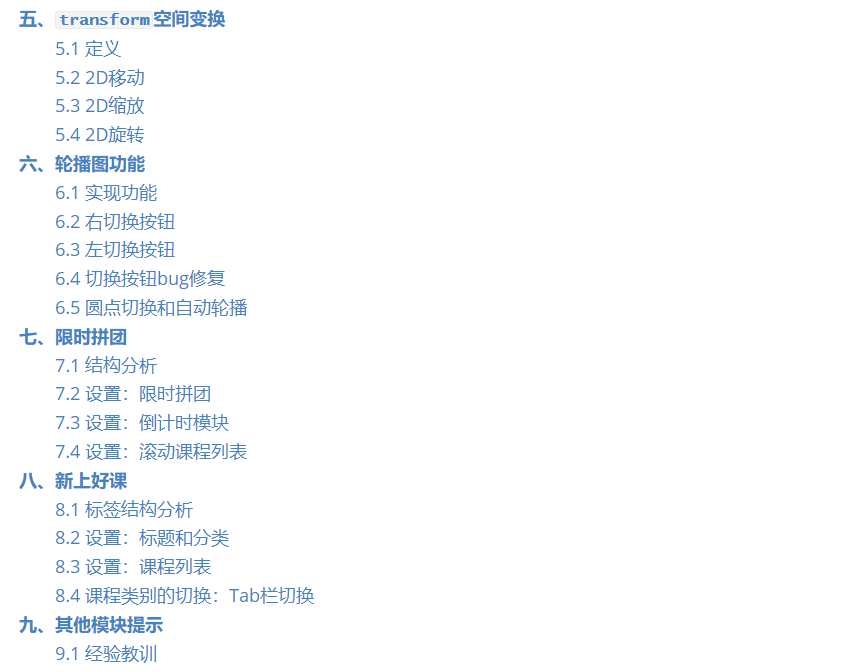 五、transform空间变换
5.1 定义
5.2 2D移动
5.3 2D缩放
5.4 2D旋转
六、轮播图功能
6.1 实现功能
6.2 右切换按钮
6.3 左切换按钮
6.4 切换按钮bug修复
6.5 圆点切换和自动轮播
七、限时拼团
7.1 结构分析
7.2 设置：限时拼团
7.3 设置：倒计时模块
7.4 设置：滚动课程列表
八、新上好课
8.1 标签结构分析
8.2 设置：标题和分类
8.3 设置：课程列表
8.4 课程类别的切换：Tab栏切换
九、其他模块提示
9.1 经验教训